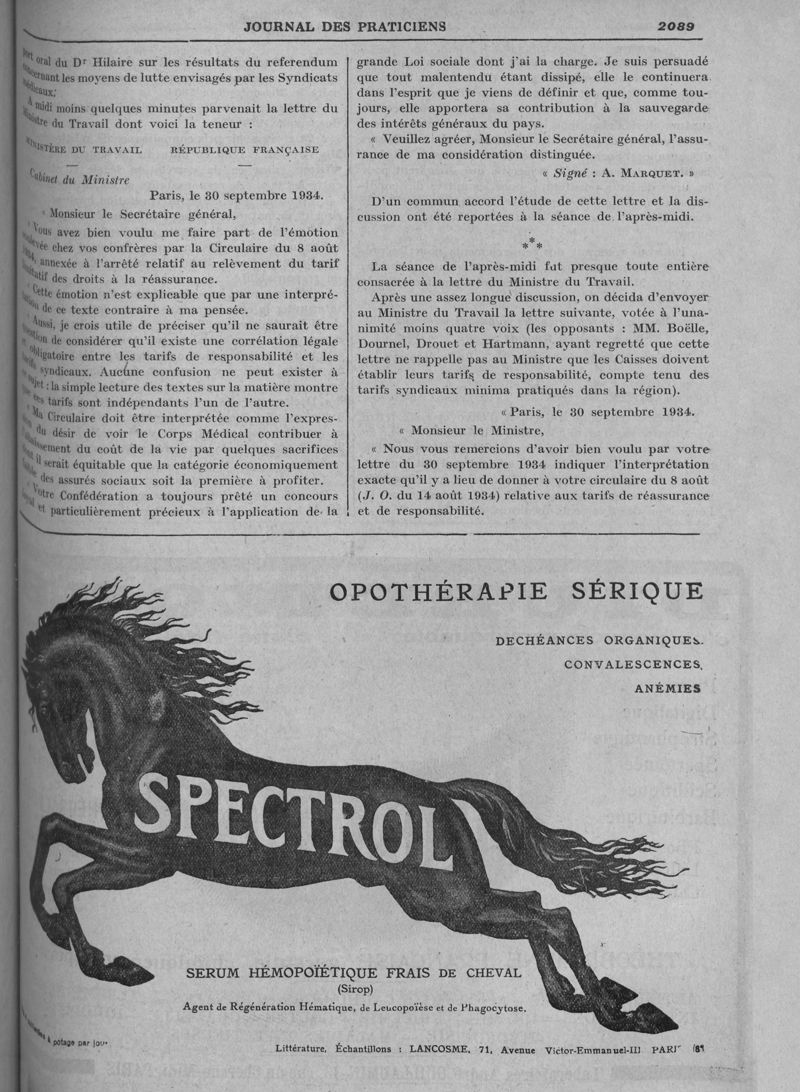 JOURNAL DES PRATICIENS 2089
oral du Dr Hilaire sur les résultats du referendum
les moyens de lutte envisagés par les Syndicats
midi moins quelques minutes parvenait la lettre du
du Travail dont voici la teneur :
DU TRAVAIL RÉPUBLIQUE FRANÇAISE
Cabinet du Ministre
Paris, le 30 septembre 1934.
Monsieur le Secrétaire général,
Vous avez bien voulu me faire part de l'émotion
chez vos confrères par la Circulaire du 8 août
annexée à l'arrêté relatif au relèvement du tarif
des droits à la réassurance.
Cette émotion n'est explicable que par une interpré-
de ce texte contraire à ma pensée.
Aussi, je crois utile de préciser qu'il ne saurait être
de considérer qu'il existe une corrélation légale
obligatoire entre les tarifs de responsabilité et les
syndicaux. Aucune confusion ne peut exister à
: la simple lecture des textes sur la matière montre
tarifs sont indépendants l'un de l'autre.
Ma Circulaire doit être interprétée comme l'expres-
du désir de voir le Corps Médical contribuer à
du coût de la vie par quelques sacrifices
il serait équitable que la catégorie économiquement
des assurés sociaux soit la première à profiter.
Votre Confédération a toujours prêté un concours
et particulièrement précieux à l'application de la
grande Loi sociale dont j'ai la charge. Je suis persuadé
que tout malentendu étant dissipé, elle le continuera
dans l'esprit que je viens de définir et que, comme tou-
jours, elle apportera sa contribution à la sauvegarde
des intérêts généraux du pays.
« Veuillez agréer, Monsieur le Secrétaire général, l'assu-
rance de ma considération distinguée.
« Signé : A. MARQUET. »
D'un commun accord l'étude de cette lettre et la dis-
cussion ont été reportées à la séance de l'après-midi.
***
La séance de l'après-midi fut presque toute entière
consacrée à la lettre du Ministre du Travail.
Après une assez longue discussion, on décida d'envoyer
au Ministre du Travail la lettre suivante, votée à l'una-
nimité moins quatre voix (les opposants : MM. Boëlle,
Dournel, Drouet et Hartmann, ayant regretté que cette
lettre ne rappelle pas au Ministre que les Caisses doivent
établir leurs tarifs de responsabilité, compte tenu des
tarifs syndicaux minima pratiqués dans la région).
« Paris, le 30 septembre 1934.
« Monsieur le Ministre,
« Nous vous remercions d'avoir bien voulu par votre
lettre du 30 septembre 1934 indiquer l'interprétation
exacte qu'il y a lieu de donner à votre circulaire du 8 août
(J. O. du 14 août 1934) relative aux tarifs de réassurance
et de responsabilité.
OPOTHÉRAPIE SÉRIQUE
DECHÉANCES ORGANIQUES.
CONVALESCENCES,
ANÉMIES
SPECTROL
SERUM HÉMOPOÏÉTIQUE FRAIS DE CHEVAL
(Sirop)
Agent de Régénération Hématique, de Leucopoïèse et de Phagocytose.
à potage par jour
Littérature, Échantillons : LANCOSME, 71, Avenue Victor-Emmanuel-III PARIS (8e